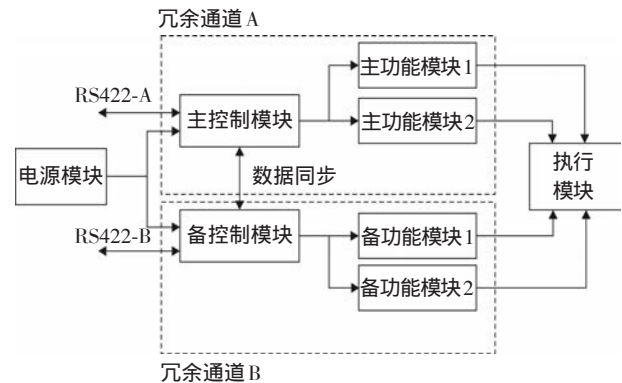 冗余通道A
主功能模块1
RS422-A
主控制模块
主功能模块2
执行
模块
电源模块
数据同步
RS422-B
备控制模块
备功能模块1
备功能模块2
冗余通道B